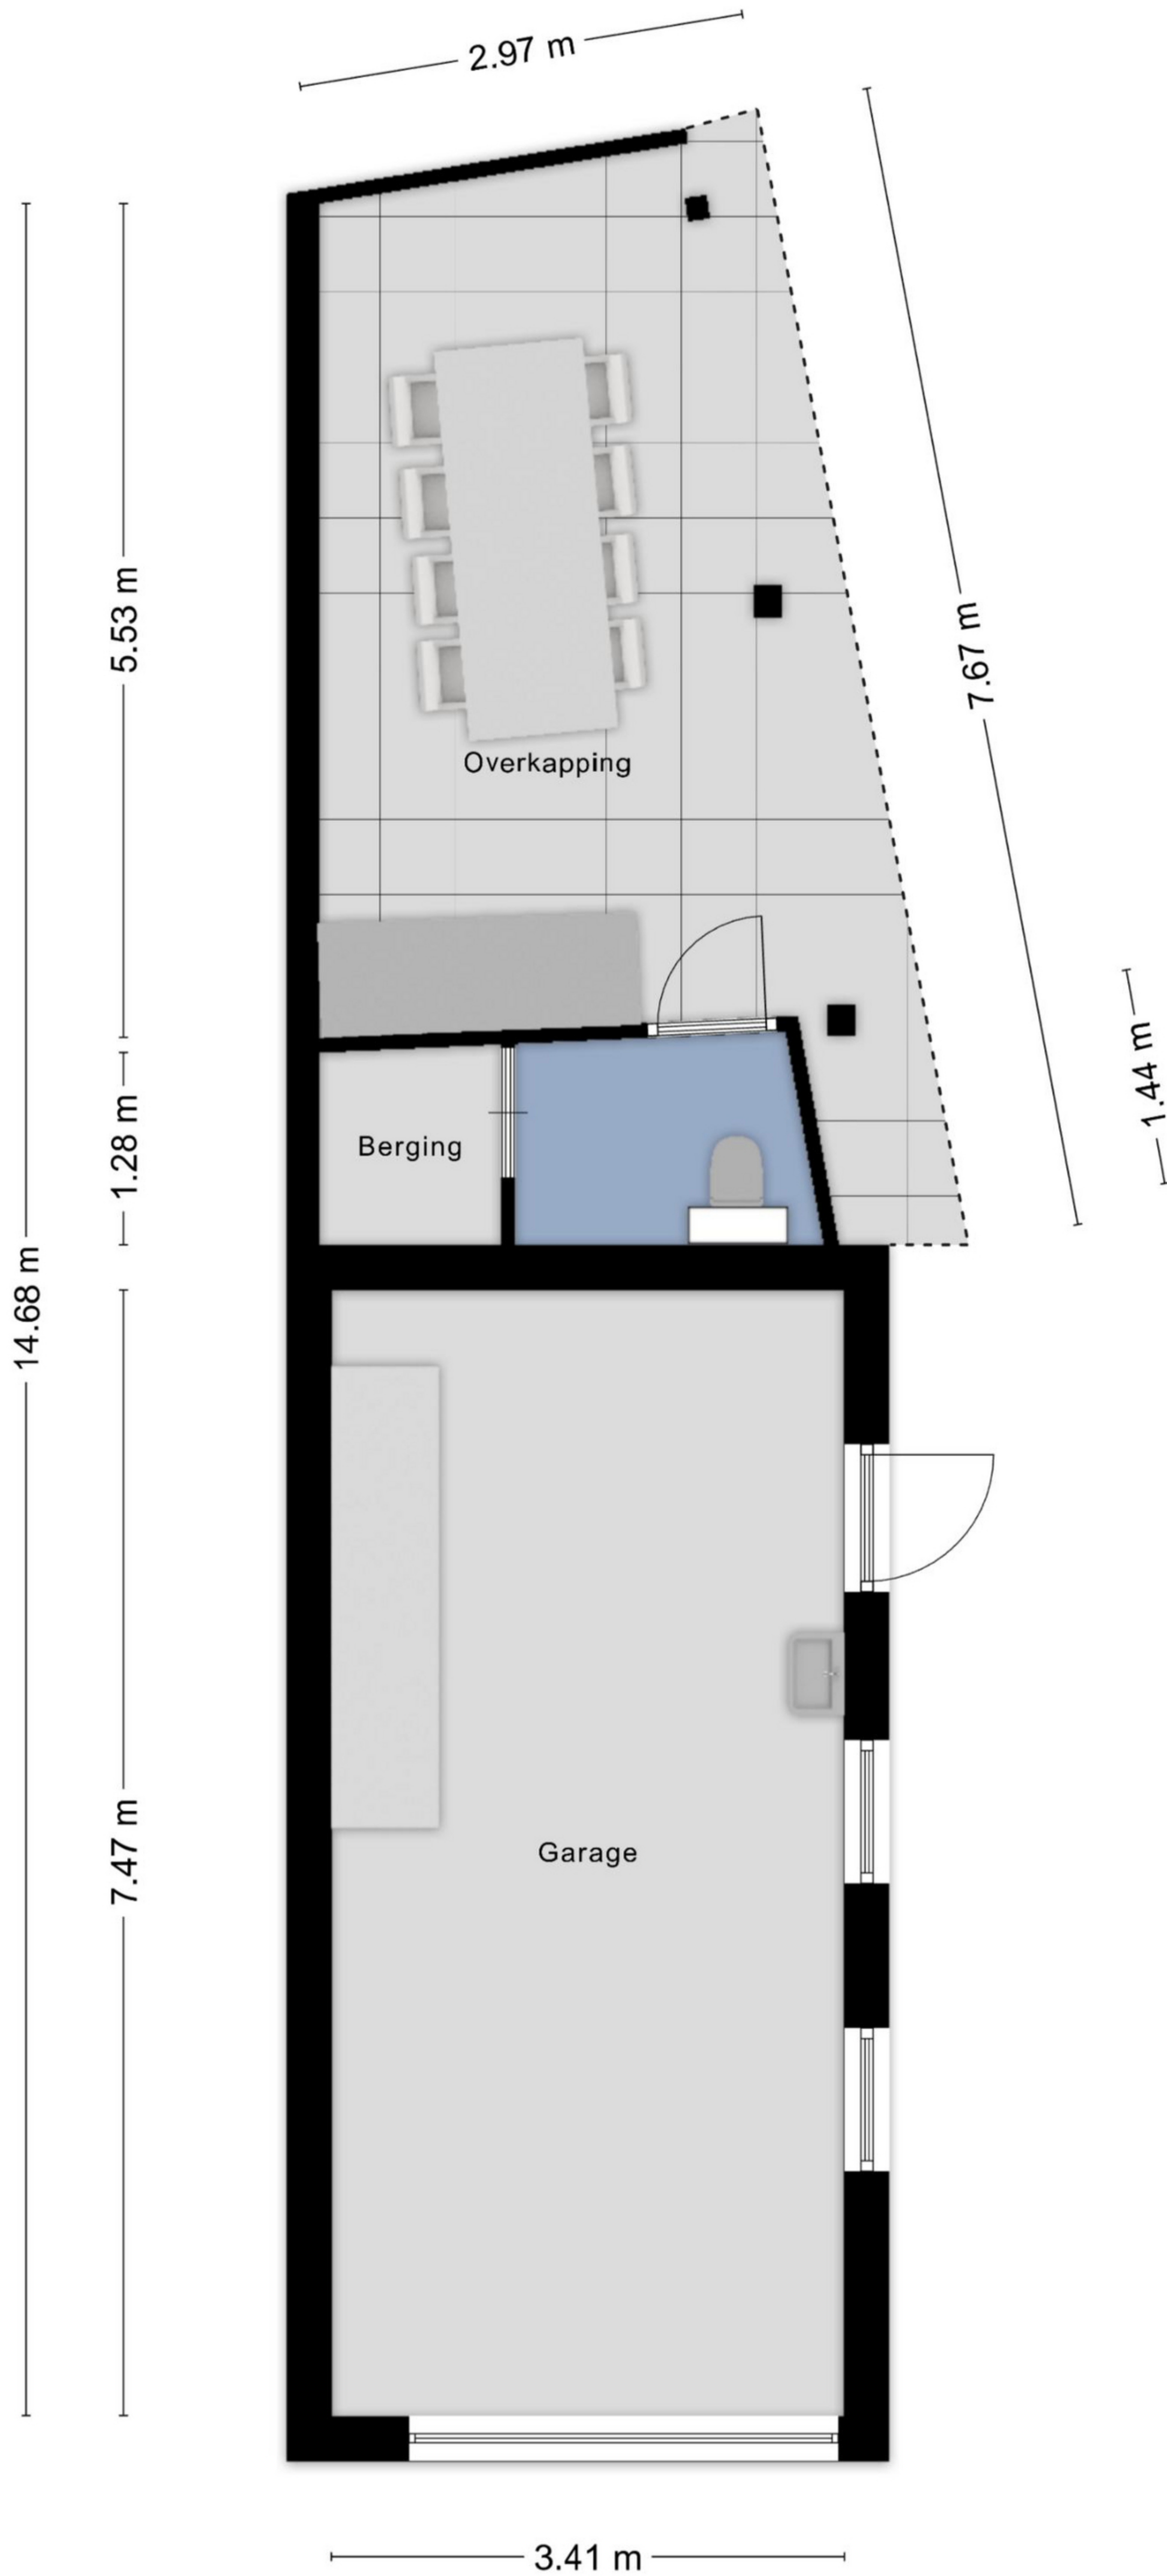 2.97 m
5.53 m
7.67 m
Overkapping
1.44 m
1.28 m
Berging
14.68 m
7.47 m
Garage
3.41 m